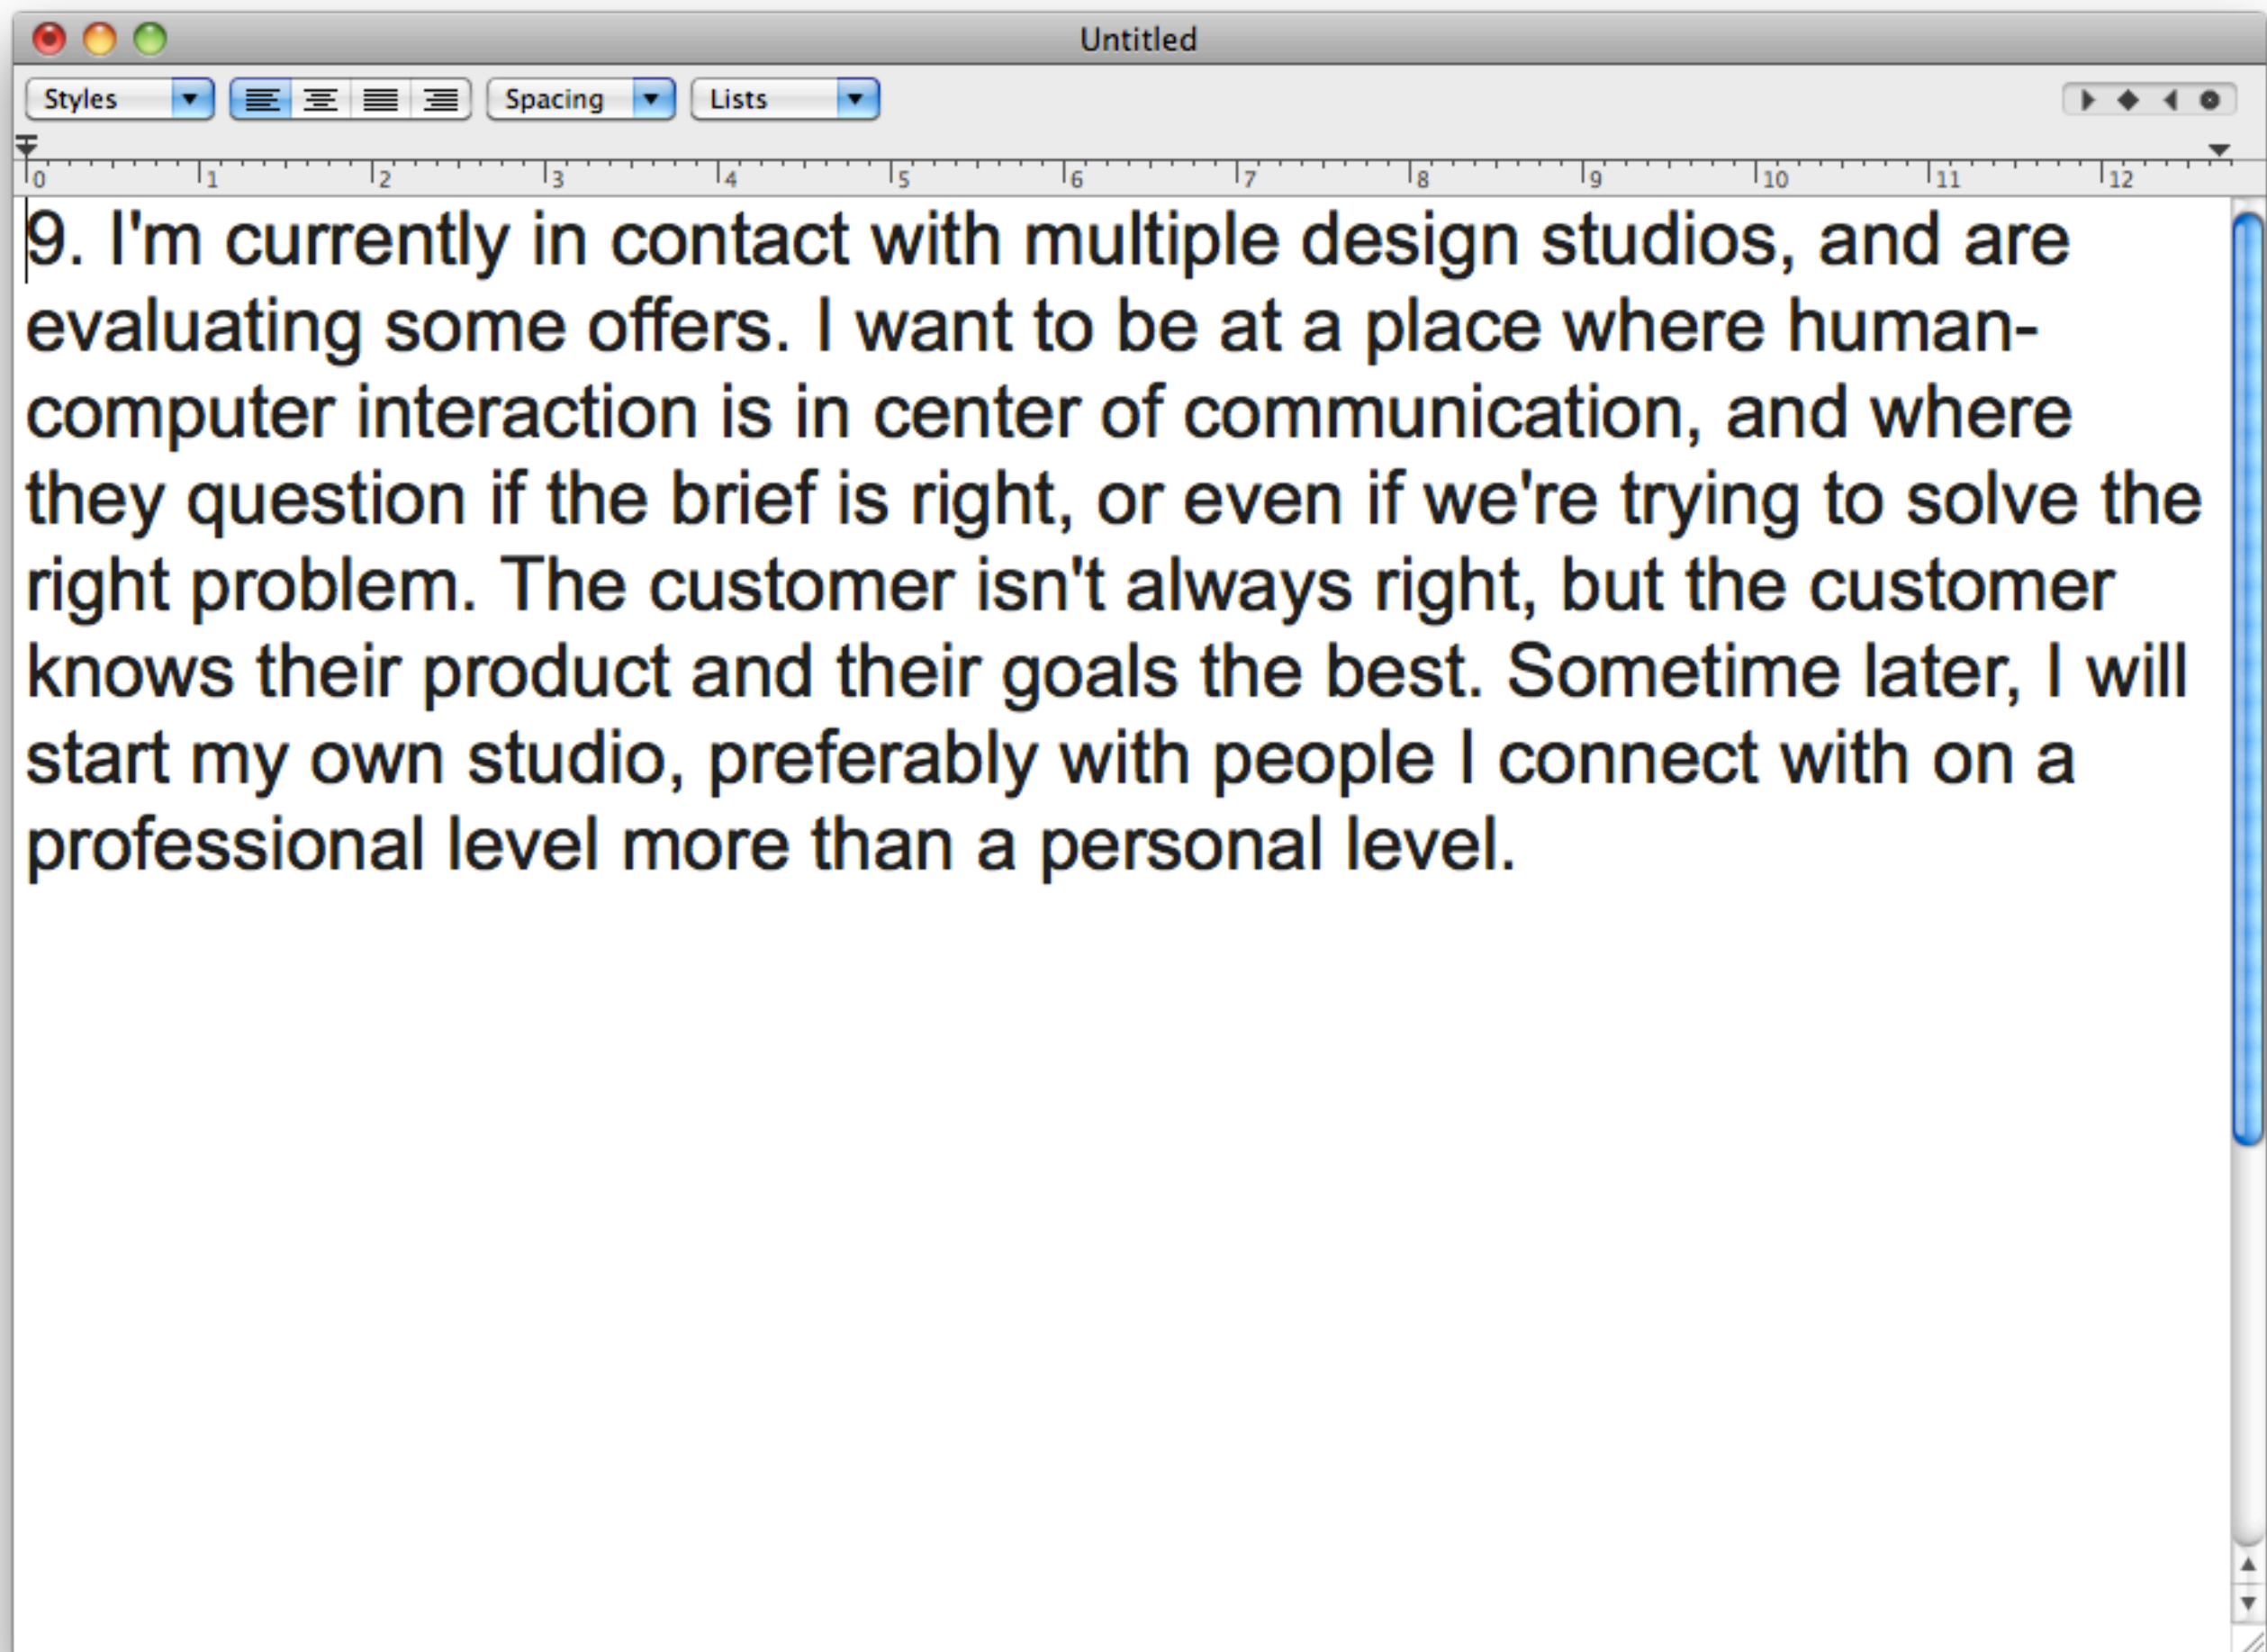 Untitled
Styles Spacing Lists
0 1 2 3 4 5 6 7 8 9 10 11 12
9. I'm currently in contact with multiple design studios, and are
evaluating some offers. I want to be at a place where human-
computer interaction is in center of communication, and where
they question if the brief is right, or even if we're trying to solve the
right problem. The customer isn't always right, but the customer
knows their product and their goals the best. Sometime later, I will
start my own studio, preferably with people I connect with on a
professional level more than a personal level.